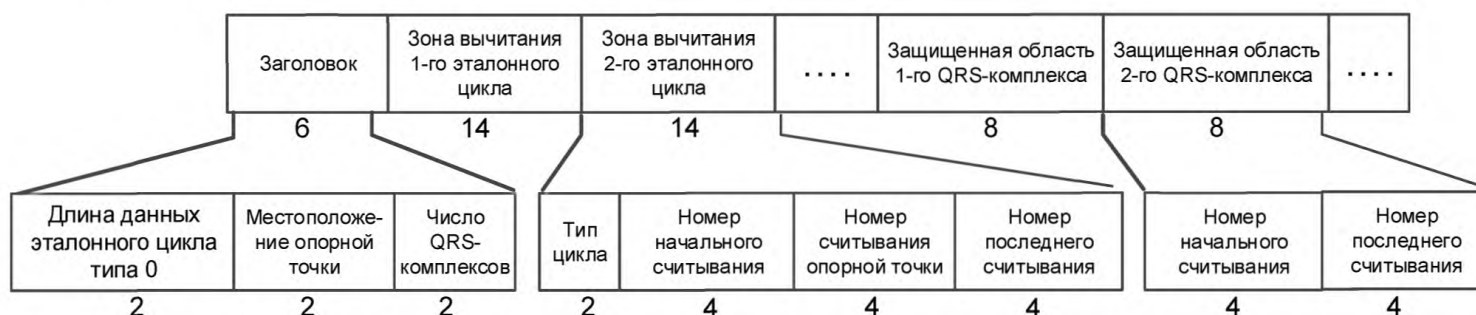 Заголовок
Зона вычитания
1-го эталонного
цикла
Зона вычитания
2-го эталонного
цикла
....
Защищенная область
1-го QRS-комплекса
Защищенная область
2-го QRS-комплекса
....
6
14
14
8
8
Длина данных
эталонного цикла
типа 0
Местоположе-
ние опорной
точки
Число
QRS-
комплексов
Тип
цикла
Номер
начального
считывания
Номер
считывания
опорной точки
Номер
последнего
считывания
Номер
начального
считывания
Номер
последнего
считывания
2
2
2
2
4
4
4
4
4